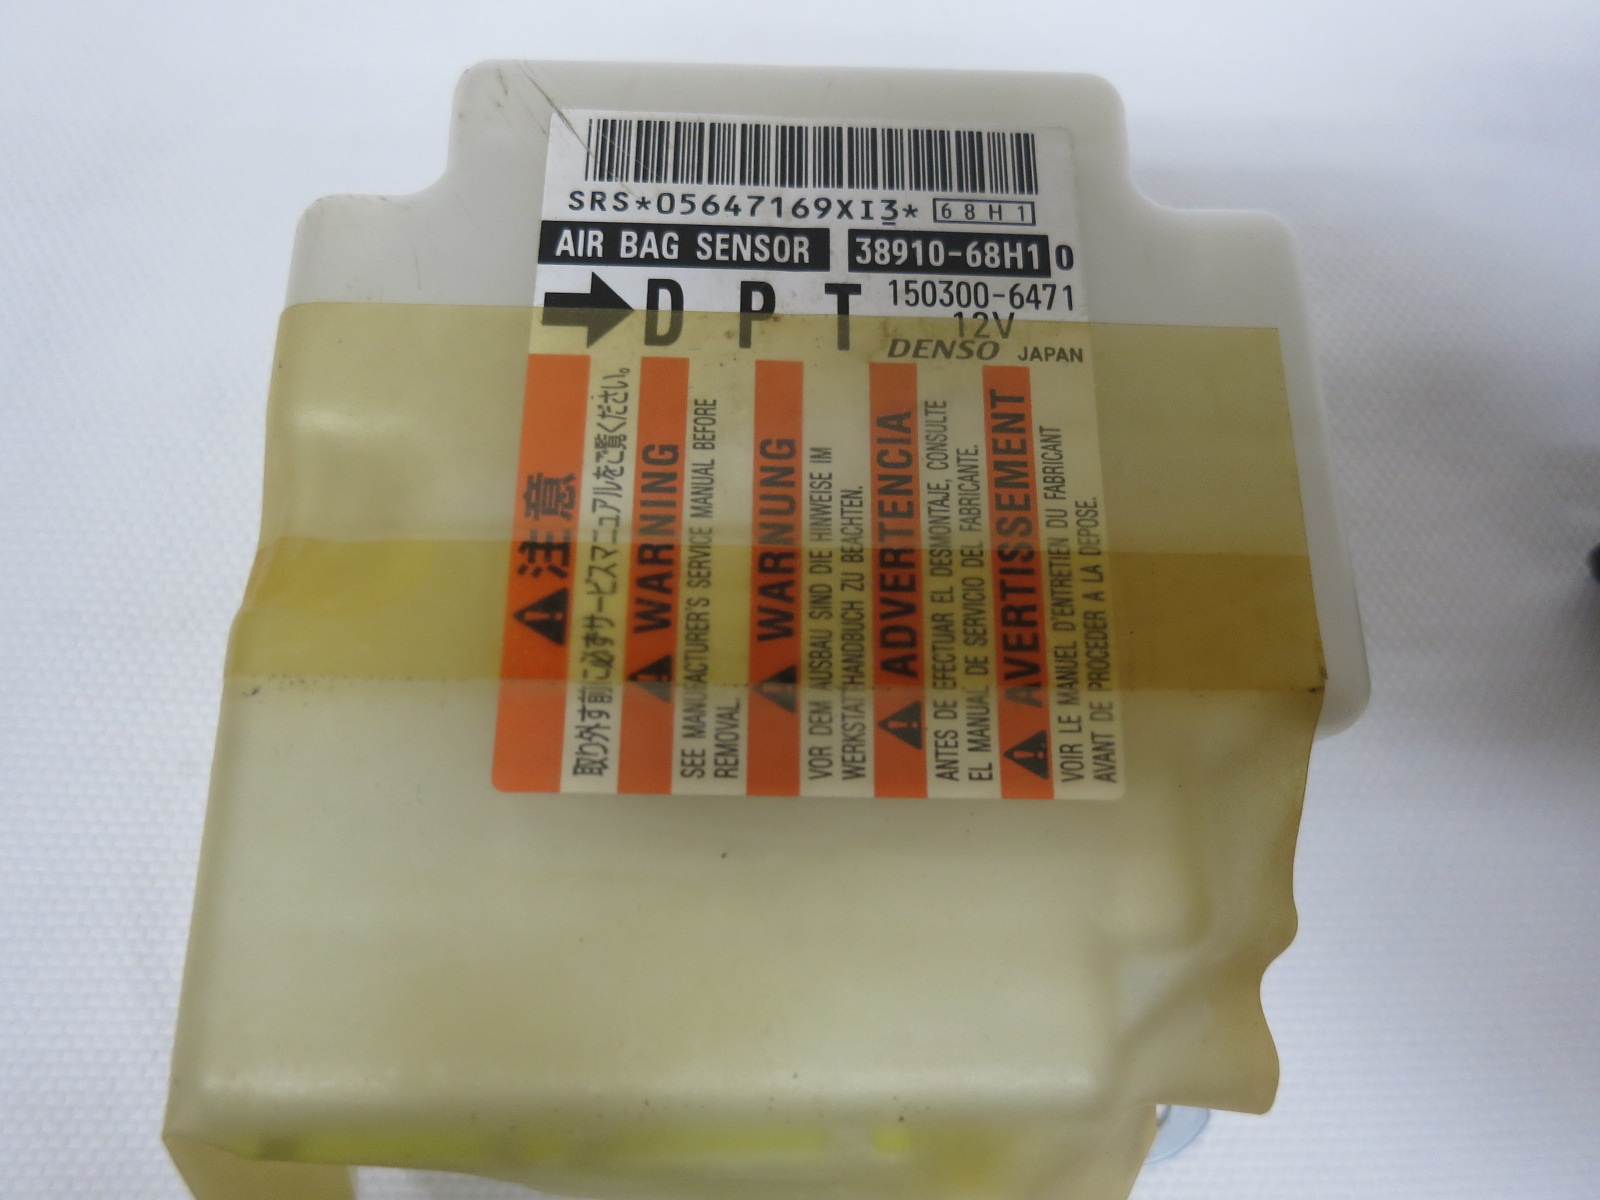 SRS*05647169XI3* 68H1
AIR BAG SENSOR 38910-68H10
D P T 150300-6471
12V
DENSO JAPAN
注意
取り外す前に必ずサービスマニュアルをご覧ください。
WARNING
SEE MANUFACTURER'S SERVICE MANUAL BEFORE
REMOVAL.
WARNUNG
VOR DEM AUSBAU SIND DIE HINWEISE IM
WERKSTATTHANDBUCH ZU BEACHTEN.
ADVERTENCIA
ANTES DE EFECTUAR EL DESMONTAJE, CONSULTE
EL MANUAL DE SERVICIO DEL FABRICANTE.
AVERTISSEMENT
VOIR LE MANUEL D'ENTRETIEN DU FABRICANT
AVANT DE PROCEDER A LA DEPOSE.